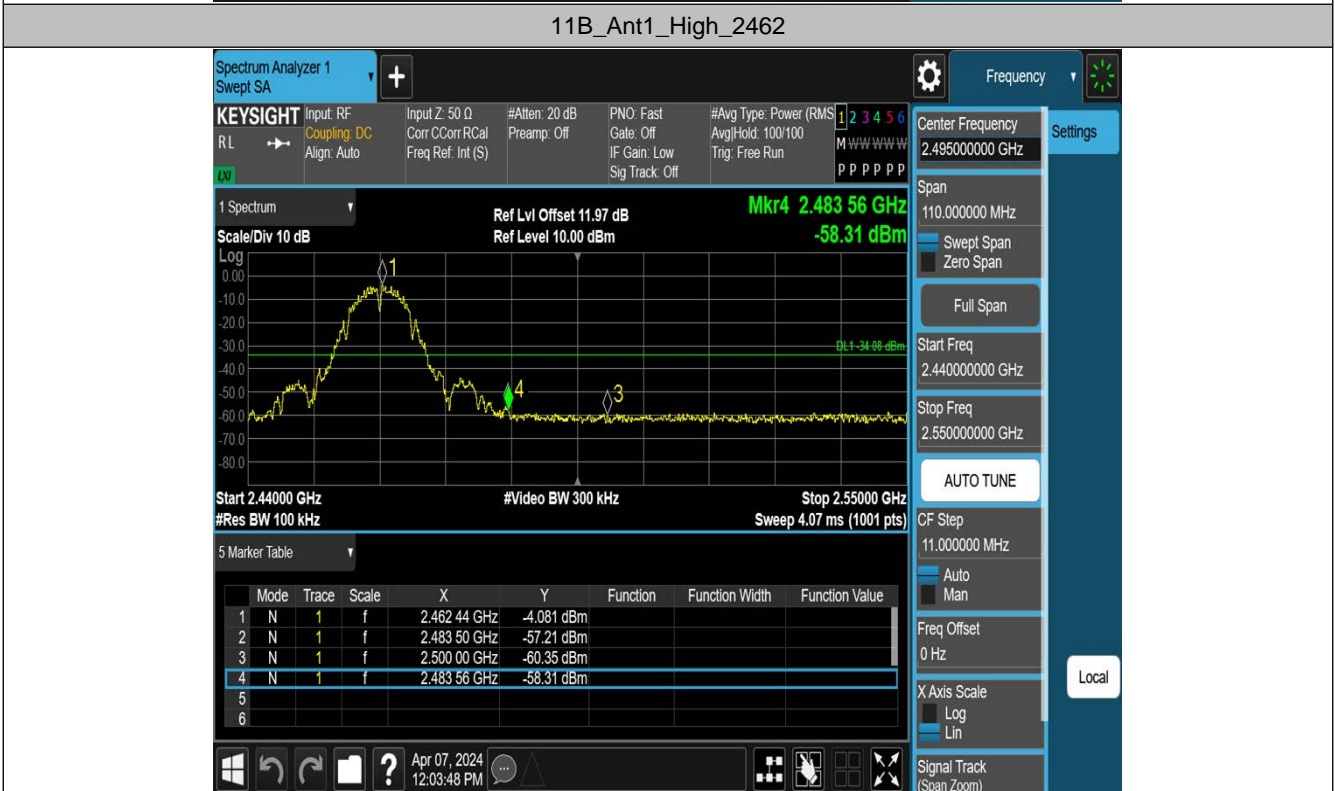 11B_Ant1_High_2462
Spectrum Analyzer 1
Swept SA
+
Frequency
KEYSIGHT
RL
LXI
Input: RF
Coupling: DC
Align: Auto
Input Z: 50 Ω
Corr CCorr RCal
Freq Ref: Int (S)
#Atten: 20 dB
Preamp: Off
PNO: Fast
Gate: Off
IF Gain: Low
Sig Track: Off
#Avg Type: Power (RMS
Avg|Hold: 100/100
Trig: Free Run
1 2 3 4 5 6
M W W W W W
P P P P P P
1 Spectrum
Scale/Div 10 dB
Ref Lvl Offset 11.97 dB
Ref Level 10.00 dBm
Mkr4 2.483 56 GHz
-58.31 dBm
Log
0.00
-10.0
-20.0
-30.0
-40.0
-50.0
-60.0
-70.0
-80.0
1
4
3
DL1 -34.08 dBm
Start 2.44000 GHz
#Res BW 100 kHz
#Video BW 300 kHz
Stop 2.55000 GHz
Sweep 4.07 ms (1001 pts)
5 Marker Table
Mode Trace Scale X Y Function Function Width Function Value
1 N 1 f 2.462 44 GHz -4.081 dBm
2 N 1 f 2.483 50 GHz -57.21 dBm
3 N 1 f 2.500 00 GHz -60.35 dBm
4 N 1 f 2.483 56 GHz -58.31 dBm
5
6
?
Apr 07, 2024
12:03:48 PM
Center Frequency
2.495000000 GHz
Settings
Span
110.000000 MHz
Swept Span
Zero Span
Full Span
Start Freq
2.440000000 GHz
Stop Freq
2.550000000 GHz
AUTO TUNE
CF Step
11.000000 MHz
Auto
Man
Freq Offset
0 Hz
X Axis Scale
Log
Lin
Local
Signal Track
(Span Zoom)